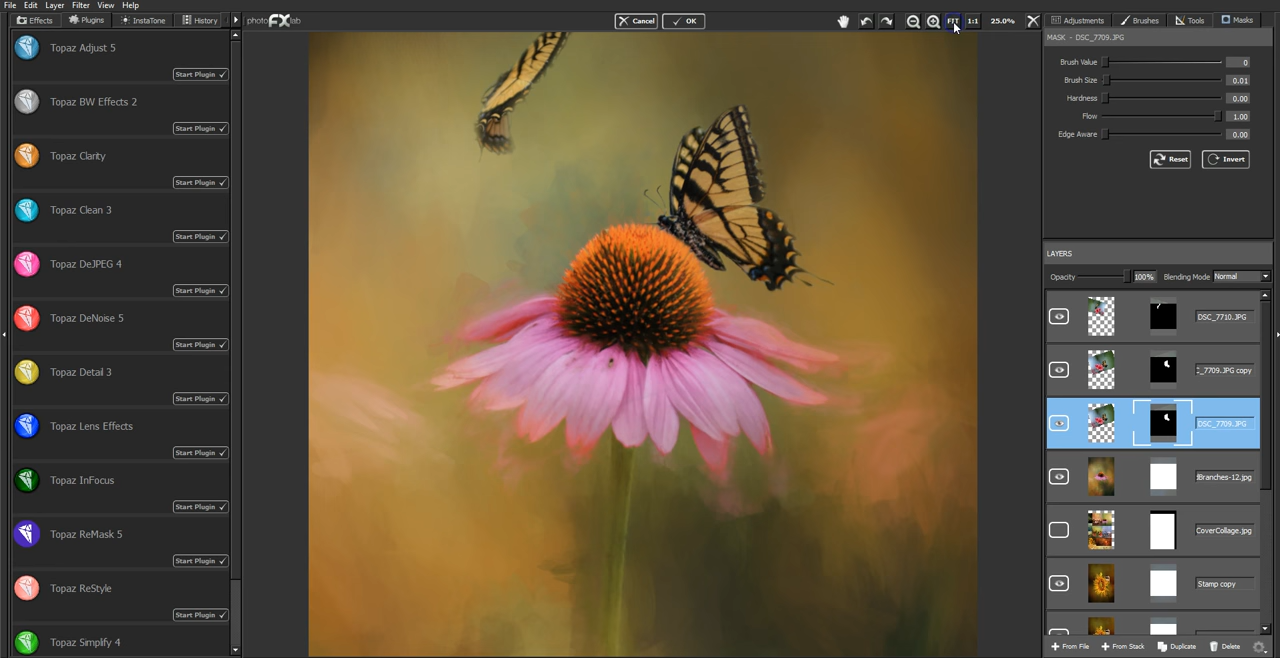 File Edit Layer Filter View Help
Effects Plugins InstaTone History
photoFXlab
Cancel OK
FIT 1:1 25.0%
Adjustments Brushes Tools Masks
Topaz Adjust 5
Start Plugin
Topaz BW Effects 2
Start Plugin
Topaz Clarity
Start Plugin
Topaz Clean 3
Start Plugin
Topaz DeJPEG 4
Start Plugin
Topaz DeNoise 5
Start Plugin
Topaz Detail 3
Start Plugin
Topaz Lens Effects
Start Plugin
Topaz InFocus
Start Plugin
Topaz ReMask 5
Start Plugin
Topaz ReStyle
Start Plugin
Topaz Simplify 4
MASK - DSC_7709.JPG
Brush Value 0
Brush Size 0.01
Hardness 0.00
Flow 1.00
Edge Aware 0.00
Reset Invert
LAYERS
Opacity 100% Blending Mode Normal
DSC_7710.JPG
_7709.JPG copy
DSC_7709.JPG
Branches-12.jpg
CoverCollage.jpg
Stamp copy
From File From Stack Duplicate Delete